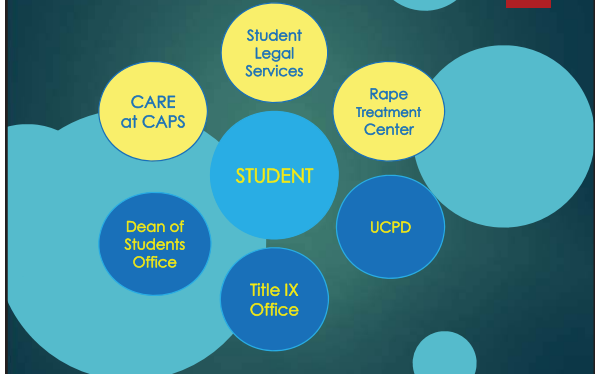 Student
Legal
Services
CARE
at CAPS
Rape
Treatment
Center
STUDENT
Dean of
Students
Office
UCPD
Title IX
Office